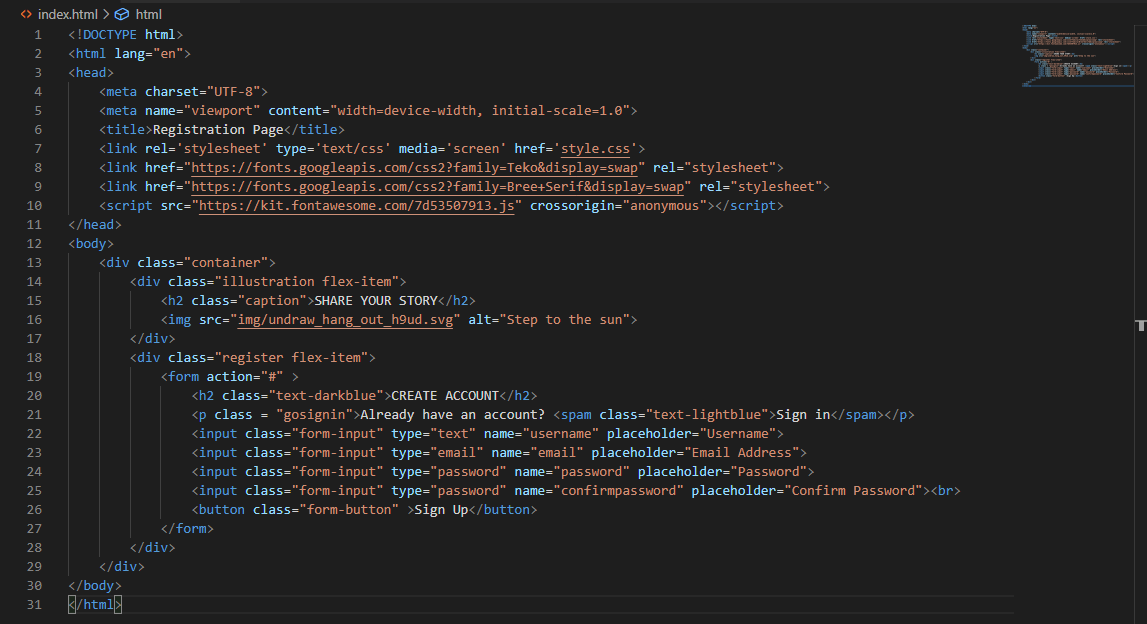 index.html > html
1 <!DOCTYPE html>
2 <html lang="en">
3 <head>
4     <meta charset="UTF-8">
5     <meta name="viewport" content="width=device-width, initial-scale=1.0">
6     <title>Registration Page</title>
7     <link rel='stylesheet' type='text/css' media='screen' href='style.css'>
8     <link href="https://fonts.googleapis.com/css2?family=Teko&display=swap" rel="stylesheet">
9     <link href="https://fonts.googleapis.com/css2?family=Bree+Serif&display=swap" rel="stylesheet">
10     <script src="https://kit.fontawesome.com/7d53507913.js" crossorigin="anonymous"></script>
11 </head>
12 <body>
13     <div class="container">
14         <div class="illustration flex-item">
15             <h2 class="caption">SHARE YOUR STORY</h2>
16             <img src="img/undraw_hang_out_h9ud.svg" alt="Step to the sun">
17         </div>
18         <div class="register flex-item">
19             <form action="#" >
20                 <h2 class="text-darkblue">CREATE ACCOUNT</h2>
21                 <p class = "gosignin">Already have an account? <spam class="text-lightblue">Sign in</spam></p>
22                 <input class="form-input" type="text" name="username" placeholder="Username">
23                 <input class="form-input" type="email" name="email" placeholder="Email Address">
24                 <input class="form-input" type="password" name="password" placeholder="Password">
25                 <input class="form-input" type="password" name="confirmpassword" placeholder="Confirm Password"><br>
26                 <button class="form-button" >Sign Up</button>
27             </form>
28         </div>
29     </div>
30 </body>
31 </html>